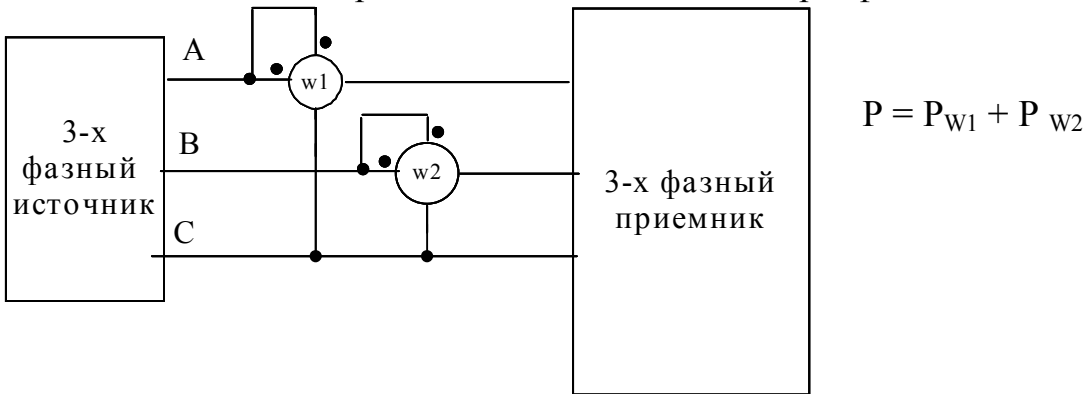 A
w1
P = P_W1 + P_W2
3-х
фазный
источник
B
w2
3-х фазный
приемник
C